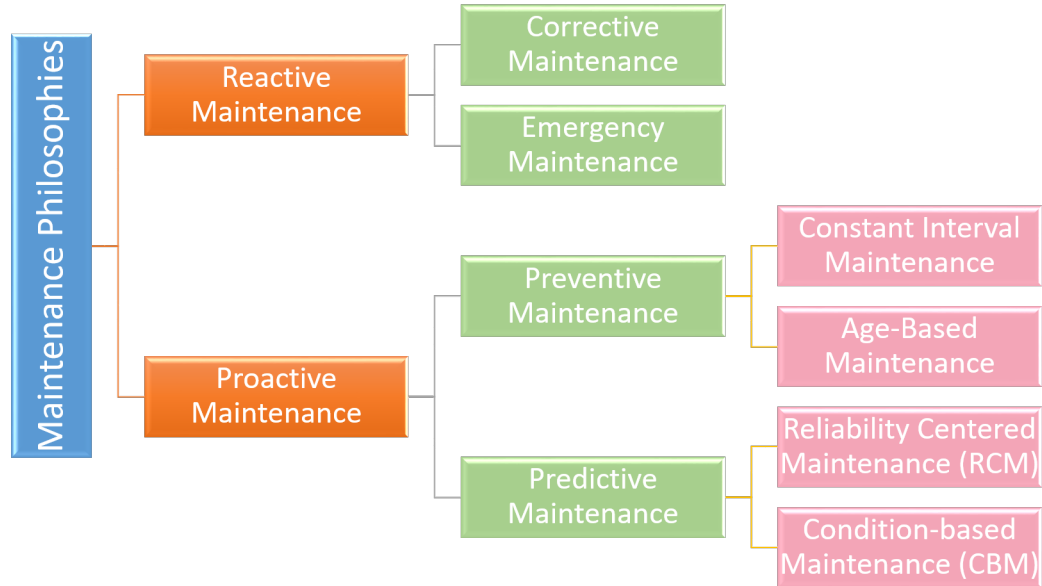 Maintenance Philosophies
Reactive
Maintenance
Corrective
Maintenance
Emergency
Maintenance
Proactive
Maintenance
Preventive
Maintenance
Constant Interval
Maintenance
Age-Based
Maintenance
Predictive
Maintenance
Reliability Centered
Maintenance (RCM)
Condition-based
Maintenance (CBM)